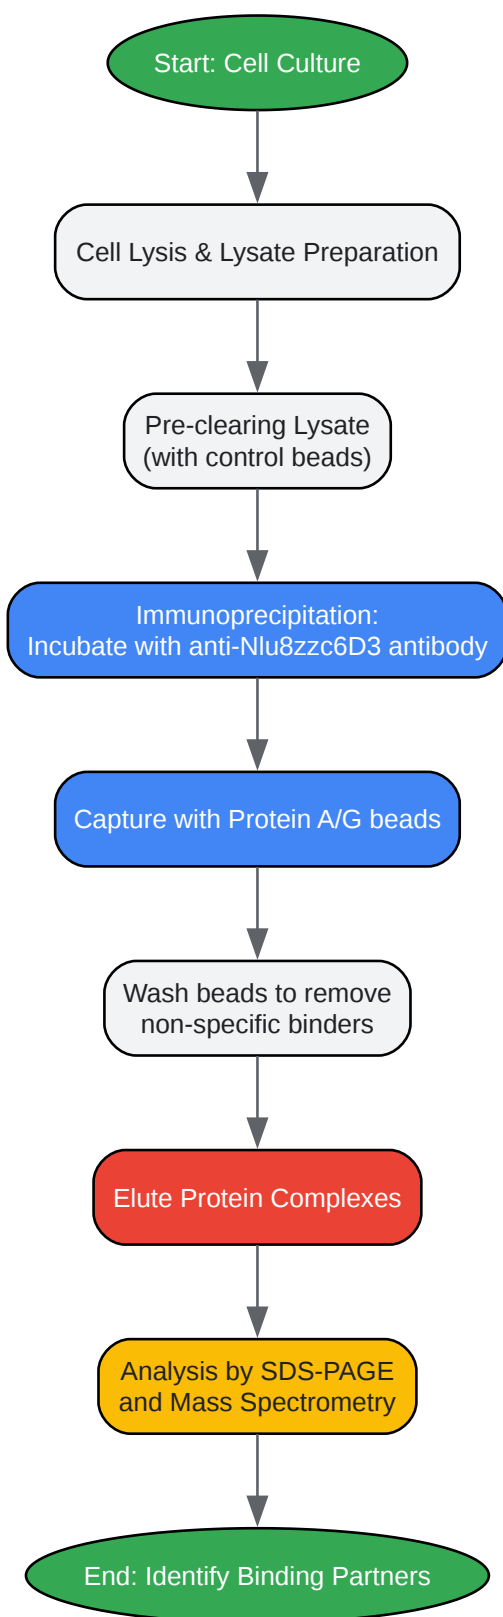 Start: Cell Culture
Cell Lysis & Lysate Preparation
Pre-clearing Lysate
(with control beads)
Immunoprecipitation:
Incubate with anti-Nlu8zzc6D3 antibody
Capture with Protein A/G beads
Wash beads to remove
non-specific binders
Elute Protein Complexes
Analysis by SDS-PAGE
and Mass Spectrometry
End: Identify Binding Partners